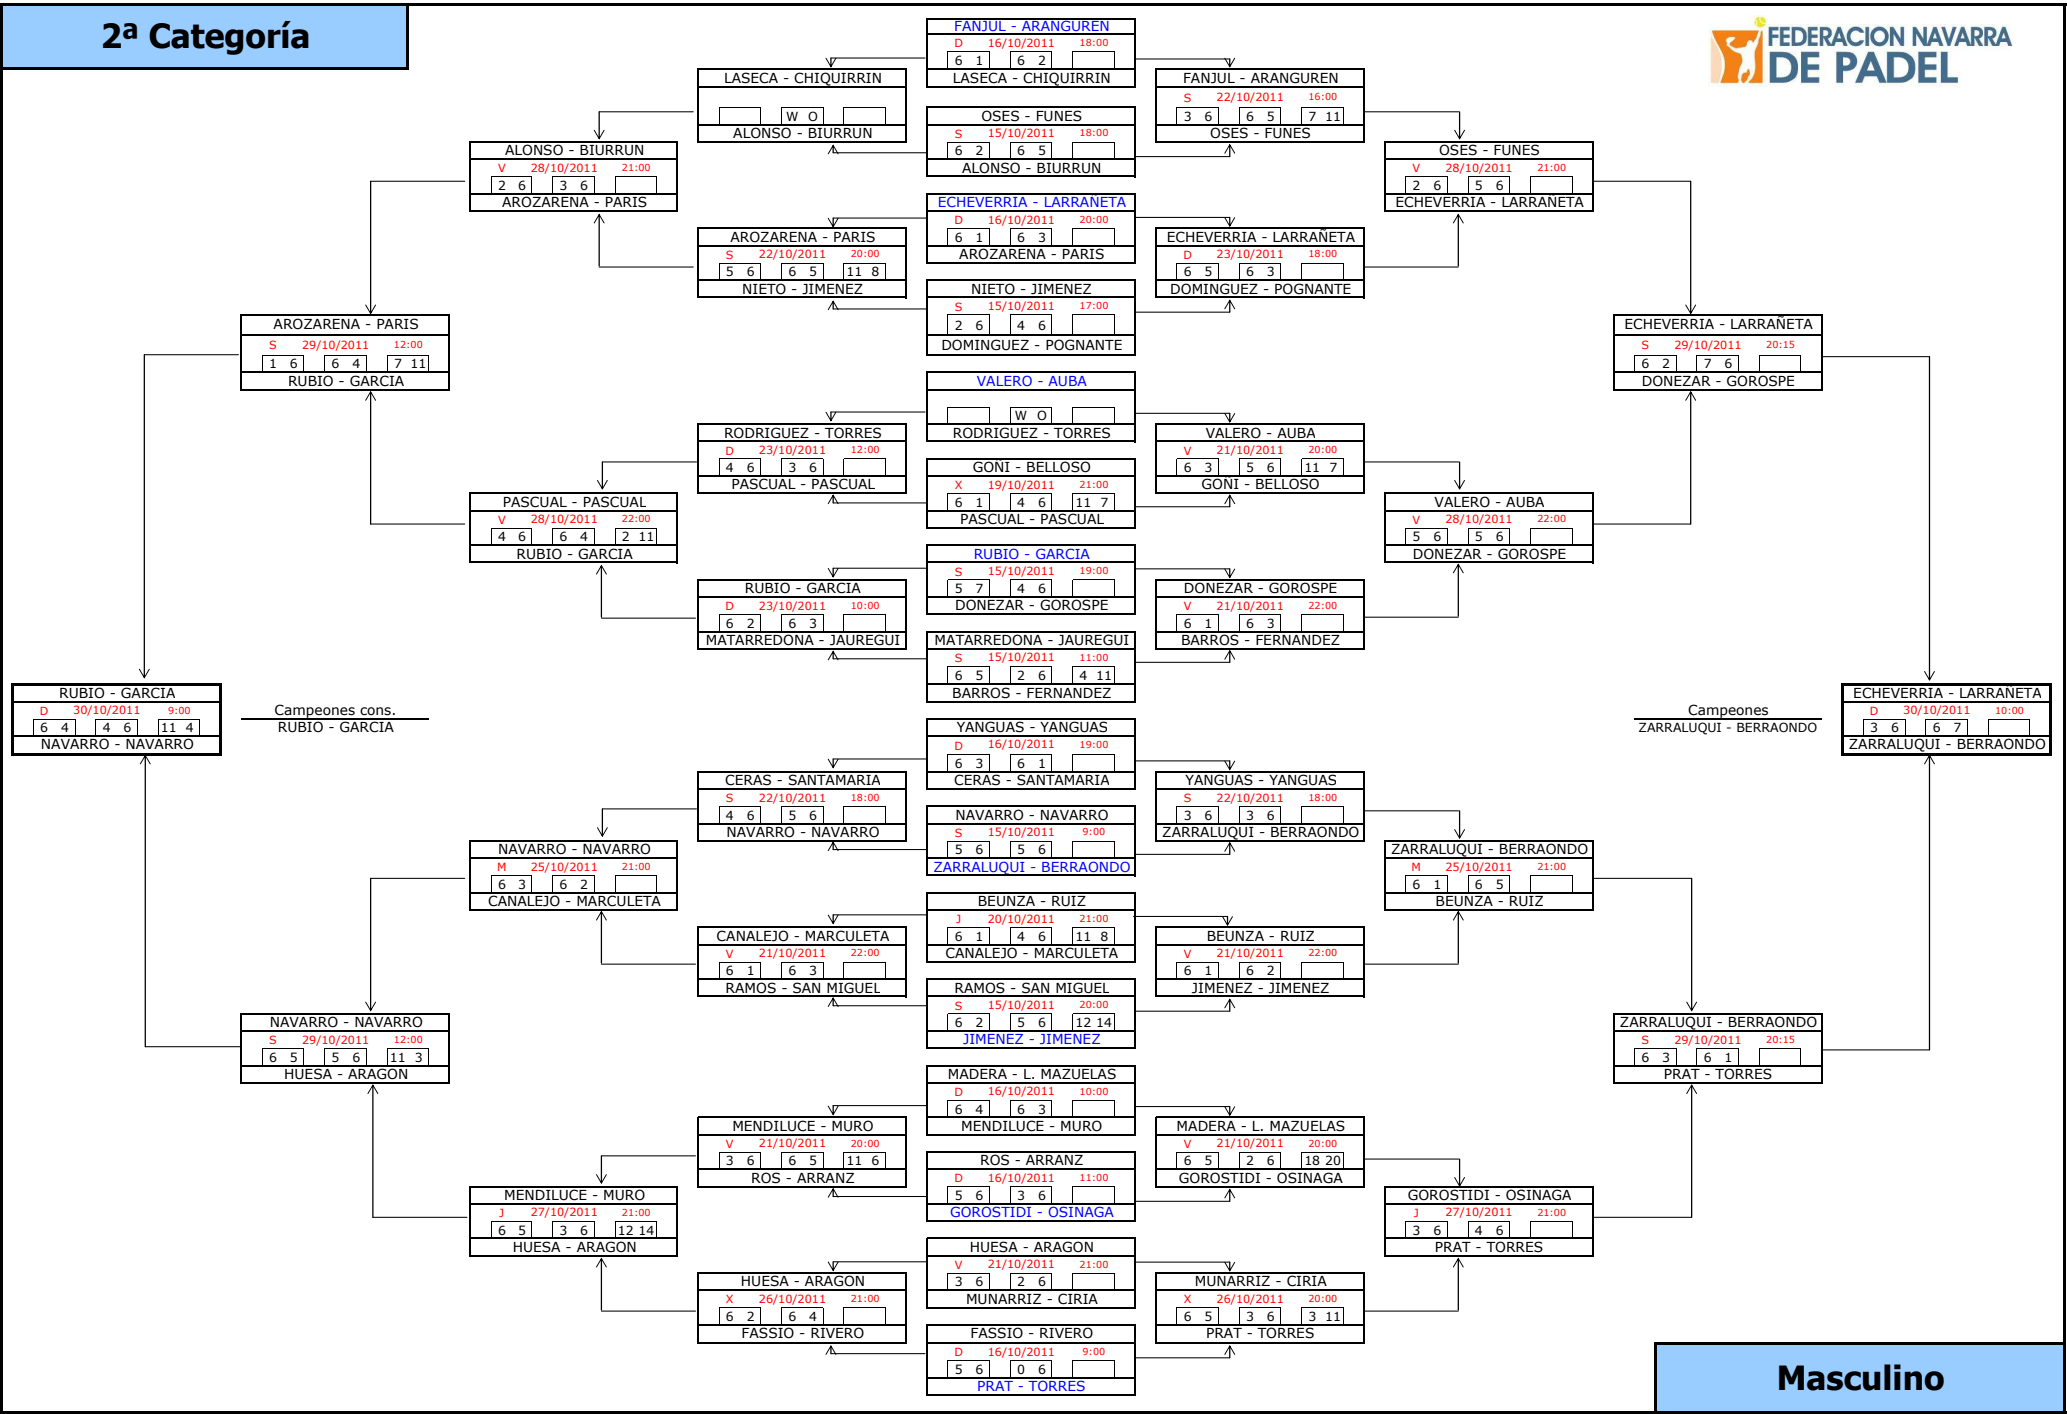 2ª Categoría
FEDERACION NAVARRA
DE PADEL
FANJUL - ARANGUREN
D 16/10/2011 18:00
6 1 6 2
LASECA - CHIQUIRRIN
OSES - FUNES
S 15/10/2011 18:00
6 2 6 5
ALONSO - BIURRUN
ECHEVERRIA - LARRAÑETA
D 16/10/2011 20:00
6 1 6 3
AROZARENA - PARIS
NIETO - JIMENEZ
S 15/10/2011 17:00
2 6 4 6
DOMINGUEZ - POGNANTE
VALERO - AUBA
W O
RODRIGUEZ - TORRES
GOÑI - BELLOSO
X 19/10/2011 21:00
6 1 4 6 11 7
PASCUAL - PASCUAL
RUBIO - GARCIA
S 15/10/2011 19:00
5 7 4 6
DONEZAR - GOROSPE
MATARREDONA - JAUREGUI
S 15/10/2011 11:00
6 5 2 6 4 11
BARROS - FERNANDEZ
YANGUAS - YANGUAS
D 16/10/2011 19:00
6 3 6 1
CERAS - SANTAMARIA
NAVARRO - NAVARRO
S 15/10/2011 9:00
5 6 5 6
ZARRALUQUI - BERRAONDO
BEUNZA - RUIZ
J 20/10/2011 21:00
6 1 4 6 11 8
CANALEJO - MARCULETA
RAMOS - SAN MIGUEL
S 15/10/2011 20:00
6 2 5 6 12 14
JIMENEZ - JIMENEZ
MADERA - L. MAZUELAS
D 16/10/2011 10:00
6 4 6 3
MENDILUCE - MURO
ROS - ARRANZ
D 16/10/2011 11:00
5 6 3 6
GOROSTIDI - OSINAGA
HUESA - ARAGON
V 21/10/2011 21:00
3 6 2 6
MUNARRIZ - CIRIA
FASSIO - RIVERO
D 16/10/2011 9:00
5 6 0 6
PRAT - TORRES
LASECA - CHIQUIRRIN
W O
ALONSO - BIURRUN
AROZARENA - PARIS
S 22/10/2011 20:00
5 6 6 5 11 8
NIETO - JIMENEZ
RODRIGUEZ - TORRES
D 23/10/2011 12:00
4 6 3 6
PASCUAL - PASCUAL
RUBIO - GARCIA
D 23/10/2011 10:00
6 2 6 3
MATARREDONA - JAUREGUI
CERAS - SANTAMARIA
S 22/10/2011 18:00
4 6 5 6
NAVARRO - NAVARRO
CANALEJO - MARCULETA
V 21/10/2011 22:00
6 1 6 3
RAMOS - SAN MIGUEL
MENDILUCE - MURO
V 21/10/2011 20:00
3 6 6 5 11 6
ROS - ARRANZ
HUESA - ARAGON
X 26/10/2011 21:00
6 2 6 4
FASSIO - RIVERO
ALONSO - BIURRUN
V 28/10/2011 21:00
2 6 3 6
AROZARENA - PARIS
PASCUAL - PASCUAL
V 28/10/2011 22:00
4 6 6 4 2 11
RUBIO - GARCIA
NAVARRO - NAVARRO
M 25/10/2011 21:00
6 3 6 2
CANALEJO - MARCULETA
MENDILUCE - MURO
J 27/10/2011 21:00
6 5 3 6 12 14
HUESA - ARAGON
AROZARENA - PARIS
S 29/10/2011 12:00
1 6 6 4 7 11
RUBIO - GARCIA
NAVARRO - NAVARRO
S 29/10/2011 12:00
6 5 5 6 11 3
HUESA - ARAGON
RUBIO - GARCIA
D 30/10/2011 9:00
6 4 4 6 11 4
NAVARRO - NAVARRO
Campeones cons.
RUBIO - GARCIA
FANJUL - ARANGUREN
S 22/10/2011 16:00
3 6 6 5 7 11
OSES - FUNES
ECHEVERRIA - LARRAÑETA
D 23/10/2011 18:00
6 5 6 3
DOMINGUEZ - POGNANTE
VALERO - AUBA
V 21/10/2011 20:00
6 3 5 6 11 7
GOÑI - BELLOSO
DONEZAR - GOROSPE
V 21/10/2011 22:00
6 1 6 3
BARROS - FERNANDEZ
YANGUAS - YANGUAS
S 22/10/2011 18:00
3 6 3 6
ZARRALUQUI - BERRAONDO
BEUNZA - RUIZ
V 21/10/2011 22:00
6 1 6 2
JIMENEZ - JIMENEZ
MADERA - L. MAZUELAS
V 21/10/2011 20:00
6 5 2 6 18 20
GOROSTIDI - OSINAGA
MUNARRIZ - CIRIA
X 26/10/2011 20:00
6 5 3 6 3 11
PRAT - TORRES
OSES - FUNES
V 28/10/2011 21:00
2 6 5 6
ECHEVERRIA - LARRAÑETA
VALERO - AUBA
V 28/10/2011 22:00
5 6 5 6
DONEZAR - GOROSPE
ZARRALUQUI - BERRAONDO
M 25/10/2011 21:00
6 1 6 5
BEUNZA - RUIZ
GOROSTIDI - OSINAGA
J 27/10/2011 21:00
3 6 4 6
PRAT - TORRES
ECHEVERRIA - LARRAÑETA
S 29/10/2011 20:15
6 2 7 6
DONEZAR - GOROSPE
ZARRALUQUI - BERRAONDO
S 29/10/2011 20:15
6 3 6 1
PRAT - TORRES
Campeones
ZARRALUQUI - BERRAONDO
ECHEVERRIA - LARRAÑETA
D 30/10/2011 10:00
3 6 6 7
ZARRALUQUI - BERRAONDO
Masculino